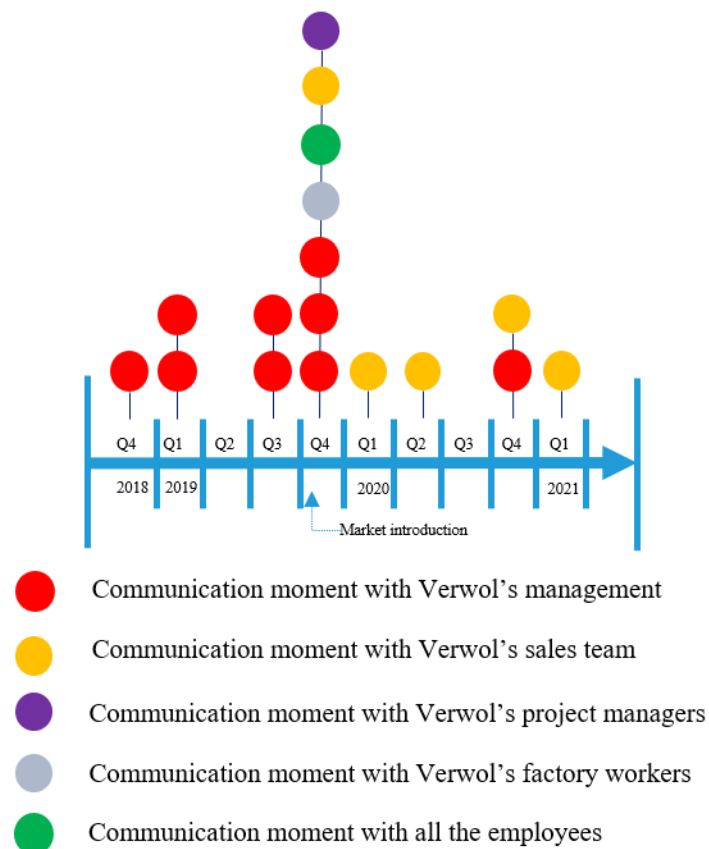 Q4 Q1 Q2 Q3 Q4 Q1 Q2 Q3 Q4 Q1
2018 2019 2020 2021
Market introduction
Communication moment with Verwol’s management
Communication moment with Verwol’s sales team
Communication moment with Verwol’s project managers
Communication moment with Verwol’s factory workers
Communication moment with all the employees